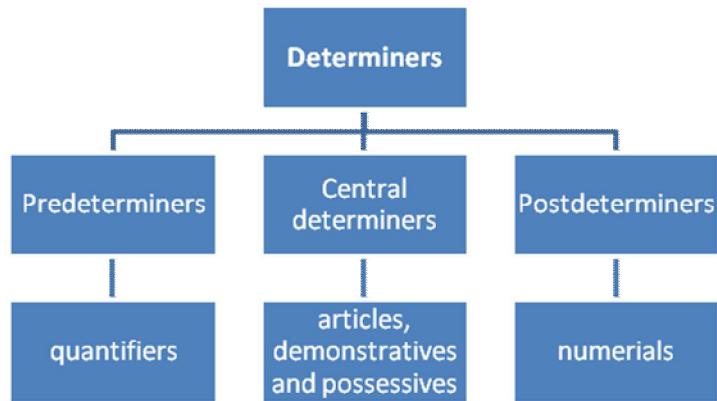 Determiners
Predeterminers
Central
determiners
Postdeterminers
quantifiers
articles,
demonstratives
and possessives
numerials